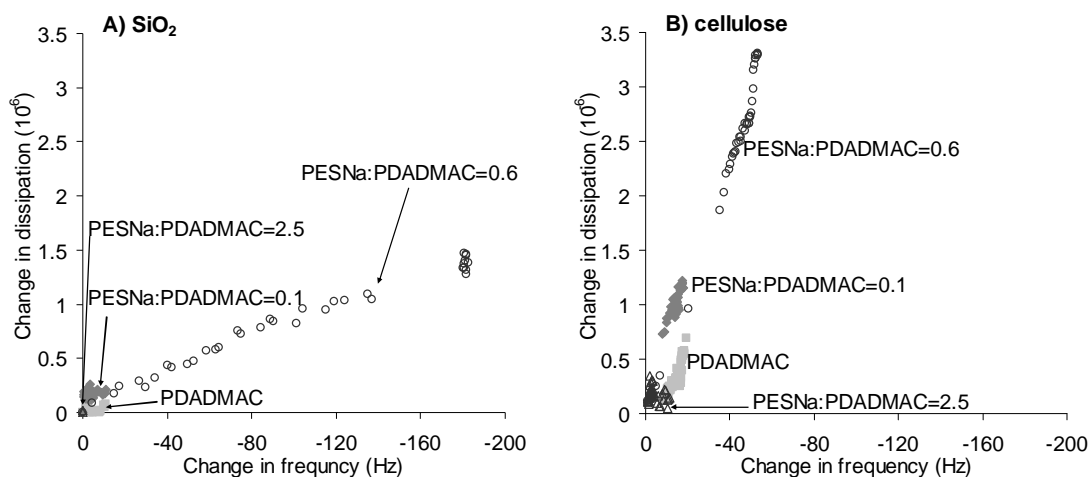 A) SiO2
3.5
3
2.5
2
1.5
1
0.5
0
Change in dissipation (10^6)
PESNa:PDADMAC=0.6
PESNa:PDADMAC=2.5
PESNa:PDADMAC=0.1
PDADMAC
0 -40 -80 -120 -160 -200
Change in frequncy (Hz)
B) cellulose
3.5
3
2.5
2
1.5
1
0.5
0
Change in dissipation (10^6)
PESNa:PDADMAC=0.6
PESNa:PDADMAC=0.1
PDADMAC
PESNa:PDADMAC=2.5
0 -40 -80 -120 -160 -200
Change in frequency (Hz)